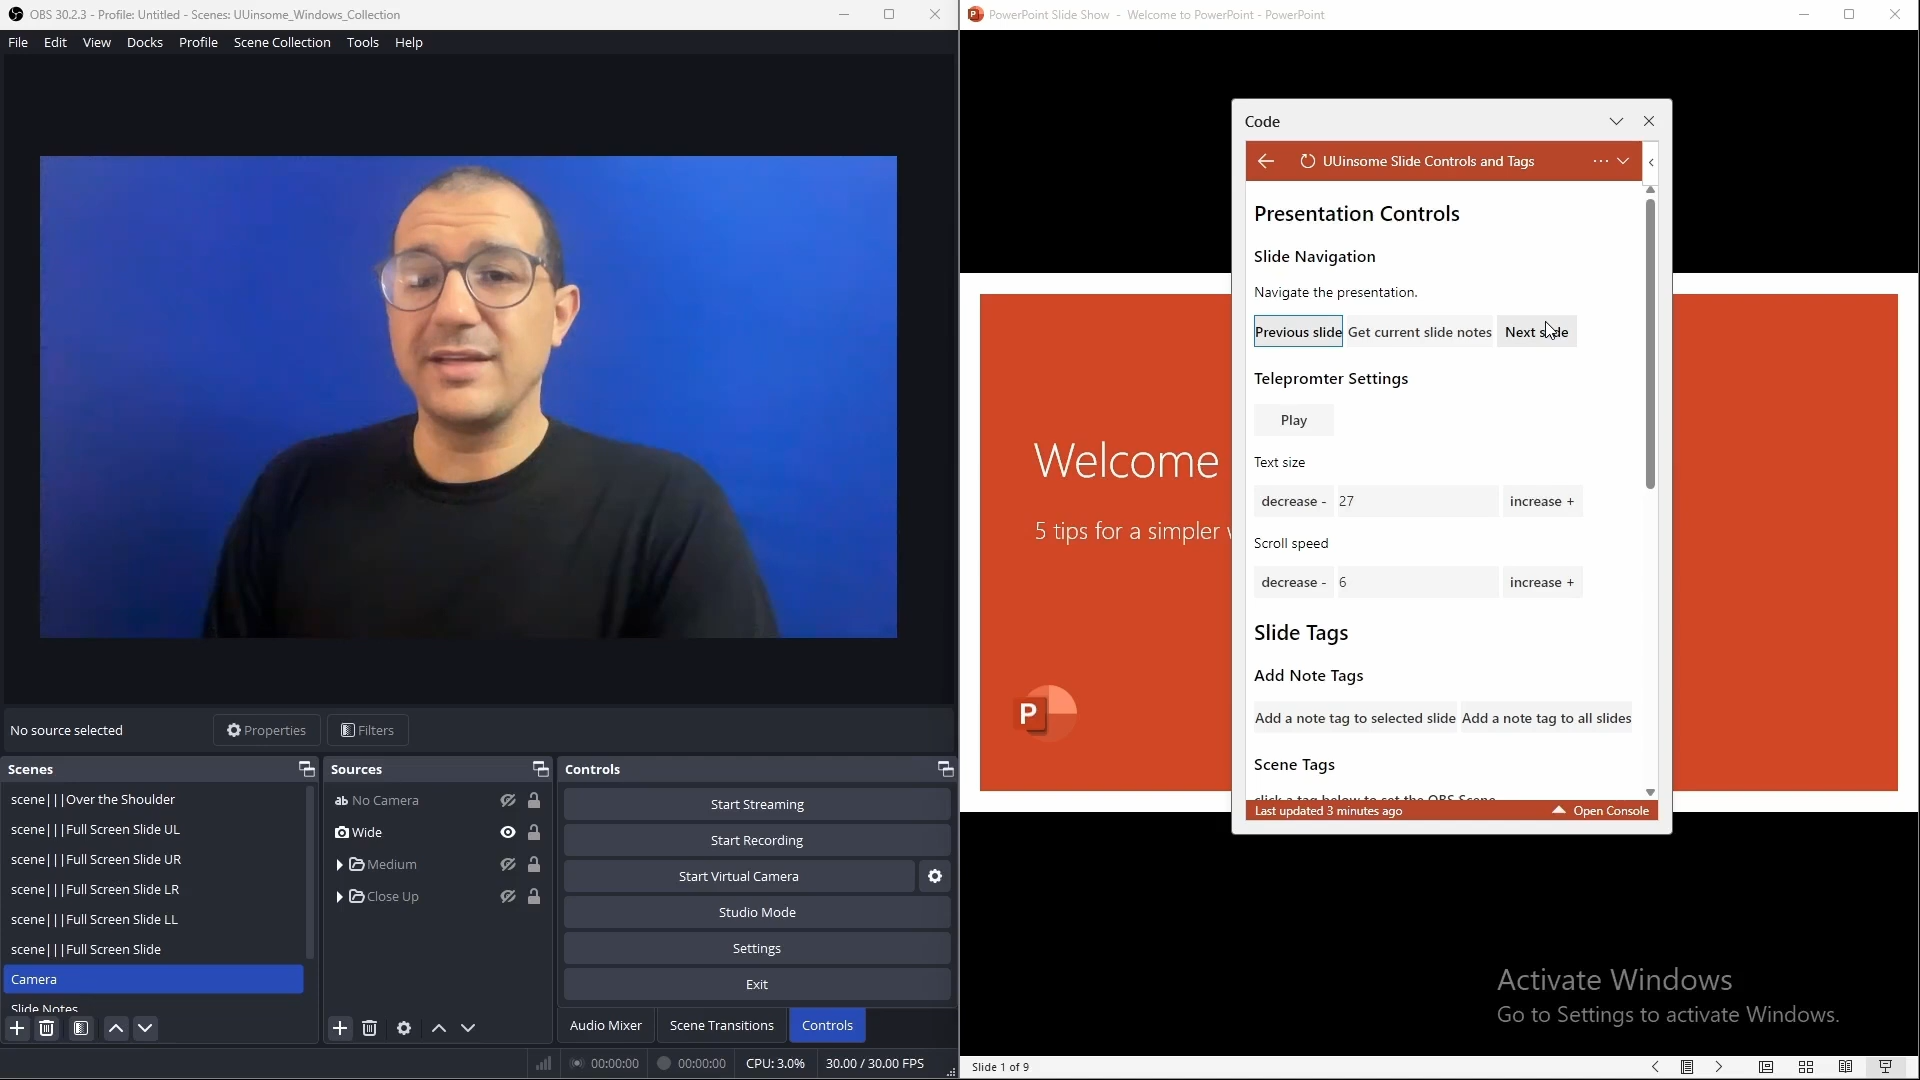 OBS 30.2.3 - Profile: Untitled - Scenes: UUinsome_Windows_Collection
File Edit View Docks Profile Scene Collection Tools Help
No source selected
Properties
Filters
Scenes
scene|||Over the Shoulder
scene|||Full Screen Slide UL
scene|||Full Screen Slide UR
scene|||Full Screen Slide LR
scene|||Full Screen Slide LL
scene|||Full Screen Slide
Camera
Slide Notes
Sources
ab No Camera
Wide
Medium
Close Up
Controls
Start Streaming
Start Recording
Start Virtual Camera
Studio Mode
Settings
Exit
Audio Mixer
Scene Transitions
Controls
00:00:00
00:00:00
CPU: 3.0%
30.00 / 30.00 FPS
PowerPoint Slide Show - Welcome to PowerPoint - PowerPoint
Welcome
5 tips for a simpler
P
Code
UUinsome Slide Controls and Tags
Presentation Controls
Slide Navigation
Navigate the presentation.
Previous slide
Get current slide notes
Next slide
Telepromter Settings
Play
Text size
decrease -
27
increase +
Scroll speed
decrease -
6
increase +
Slide Tags
Add Note Tags
Add a note tag to selected slide
Add a note tag to all slides
Scene Tags
click a tag below to set the OBS Scene
Last updated 3 minutes ago
Open Console
Activate Windows
Go to Settings to activate Windows.
Slide 1 of 9